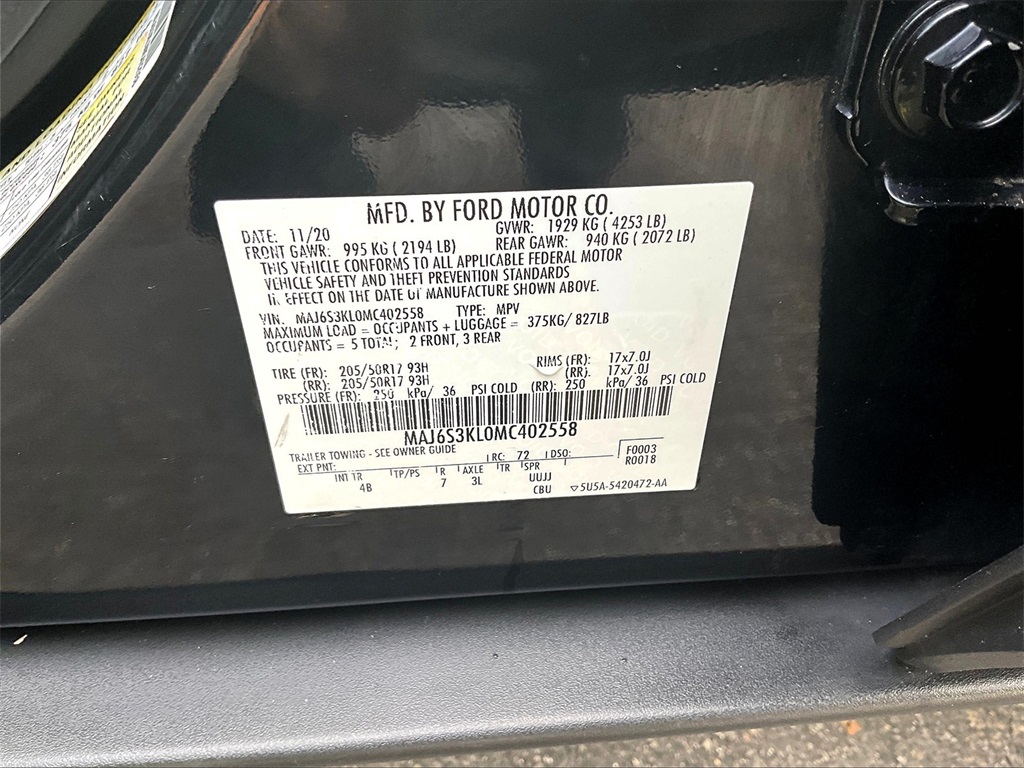 MFD. BY FORD MOTOR CO.
DATE: 11/20 GVWR: 1929 KG ( 4253 LB)
FRONT GAWR: 995 KG ( 2194 LB) REAR GAWR: 940 KG ( 2072 LB)
THIS VEHICLE CONFORMS TO ALL APPLICABLE FEDERAL MOTOR
VEHICLE SAFETY AND THEFT PREVENTION STANDARDS
IN EFFECT ON THE DATE OF MANUFACTURE SHOWN ABOVE.
VIN: MAJ6S3KL0MC402558 TYPE: MPV
MAXIMUM LOAD = OCCUPANTS + LUGGAGE = 375KG/ 827LB
OCCUPANTS = 5 TOTAL; 2 FRONT, 3 REAR
TIRE (FR): 205/50R17 93H RIMS (FR): 17x7.0J
(RR): 205/50R17 93H (RR): 17x7.0J
PRESSURE (FR): 250 kPa/ 36 PSI COLD (RR): 250 kPa/ 36 PSI COLD
MAJ6S3KL0MC402558
TRAILER TOWING - SEE OWNER GUIDE F0003
EXT PNT: RC: 72 DSO: R0018
INT TR TP/PS R AXLE TR SPR
4B 7 3L UUJJ
CBU 5U5A-5420472-AA